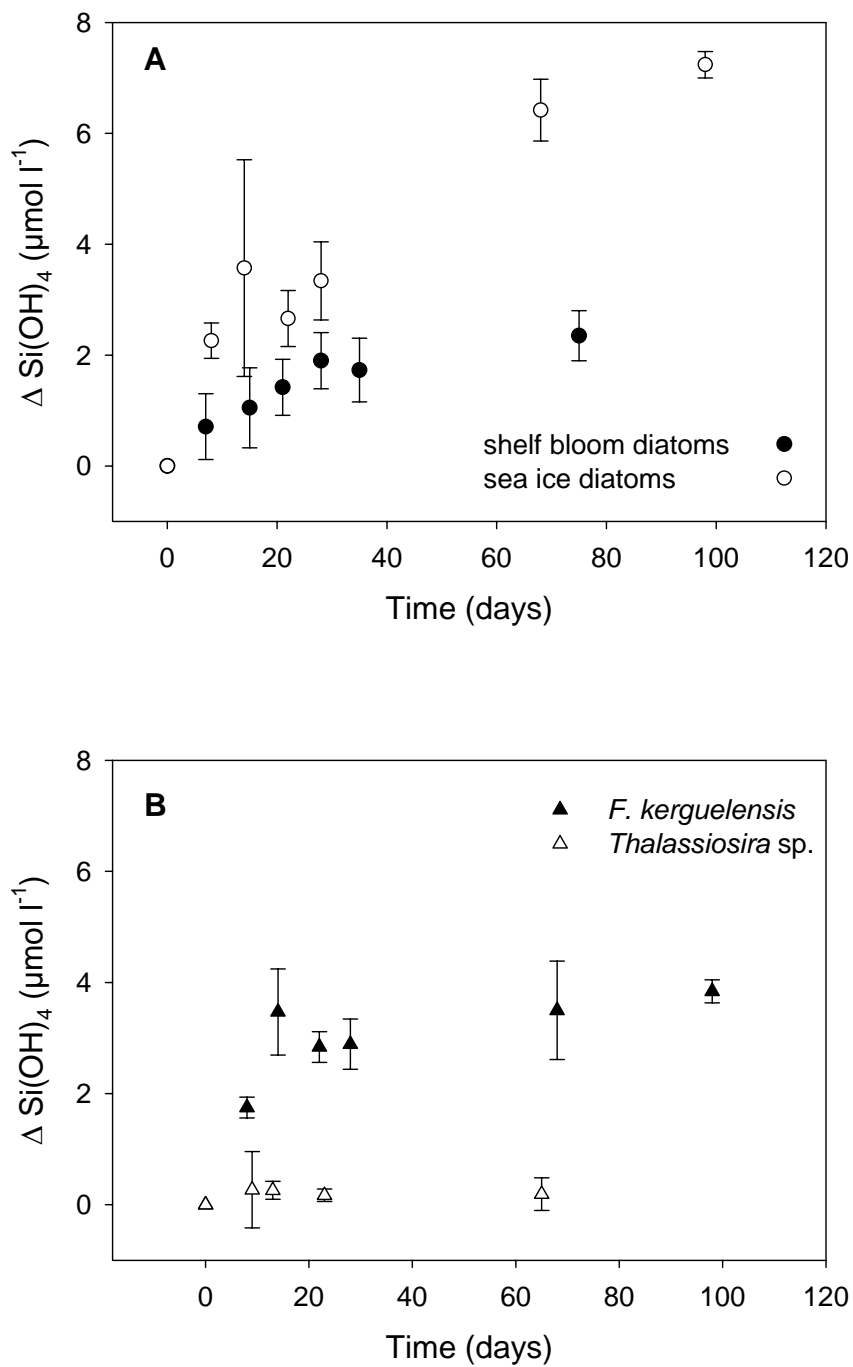 A
8
6
4
2
0
Δ Si(OH)₄ (μmol l⁻¹)
shelf bloom diatoms
sea ice diatoms
0 20 40 60 80 100 120
Time (days)
B
8
6
4
2
0
Δ Si(OH)₄ (μmol l⁻¹)
F. kerguelensis
Thalassiosira sp.
0 20 40 60 80 100 120
Time (days)